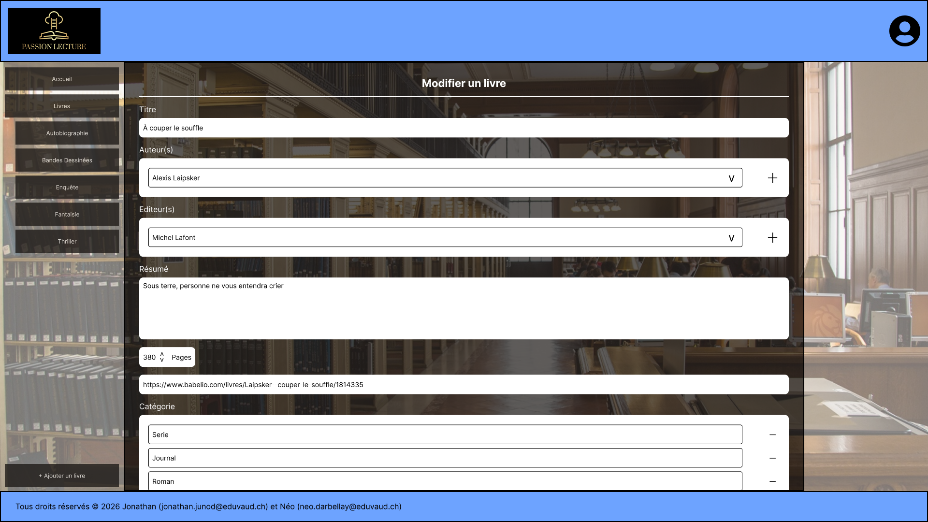 PASSION LECTURE
Accueil
Livres
Autobiographie
Bandes Dessinées
Enquête
Fantaisie
Thriller
+ Ajouter un livre
Modifier un livre
Titre
À couper le souffle
Auteur(s)
Alexis Laipsker
V
+
Editeur(s)
Michel Lafont
V
+
Résumé
Sous terre, personne ne vous entendra crier
380
Pages
https://www.babelio.com/livres/Laipsker couper le souffle/1814335
Catégorie
Serie
Journal
Roman
Tous droits réservés © 2026 Jonathan (jonathan.junod@eduvaud.ch) et Néo (neo.darbellay@eduvaud.ch)